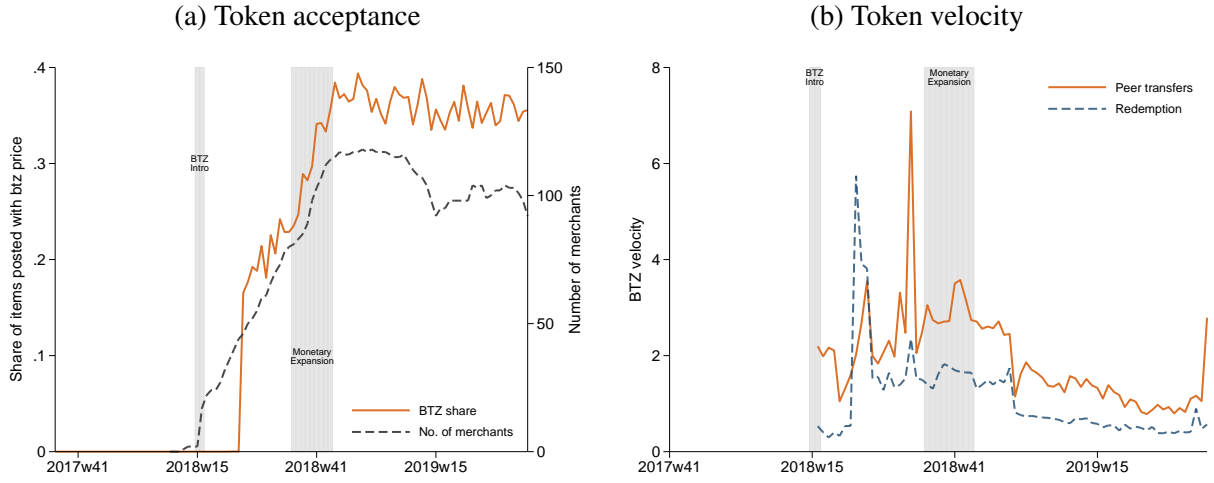 (a) Token acceptance
Share of items posted with btz price
.4
.3
.2
.1
0
150
100
50
0
Number of merchants
BTZ
Intro
Monetary
Expansion
BTZ share
No. of merchants
2017w41
2018w15
2018w41
2019w15
(b) Token velocity
BTZ velocity
8
6
4
2
0
BTZ
Intro
Monetary
Expansion
Peer transfers
Redemption
2017w41
2018w15
2018w41
2019w15